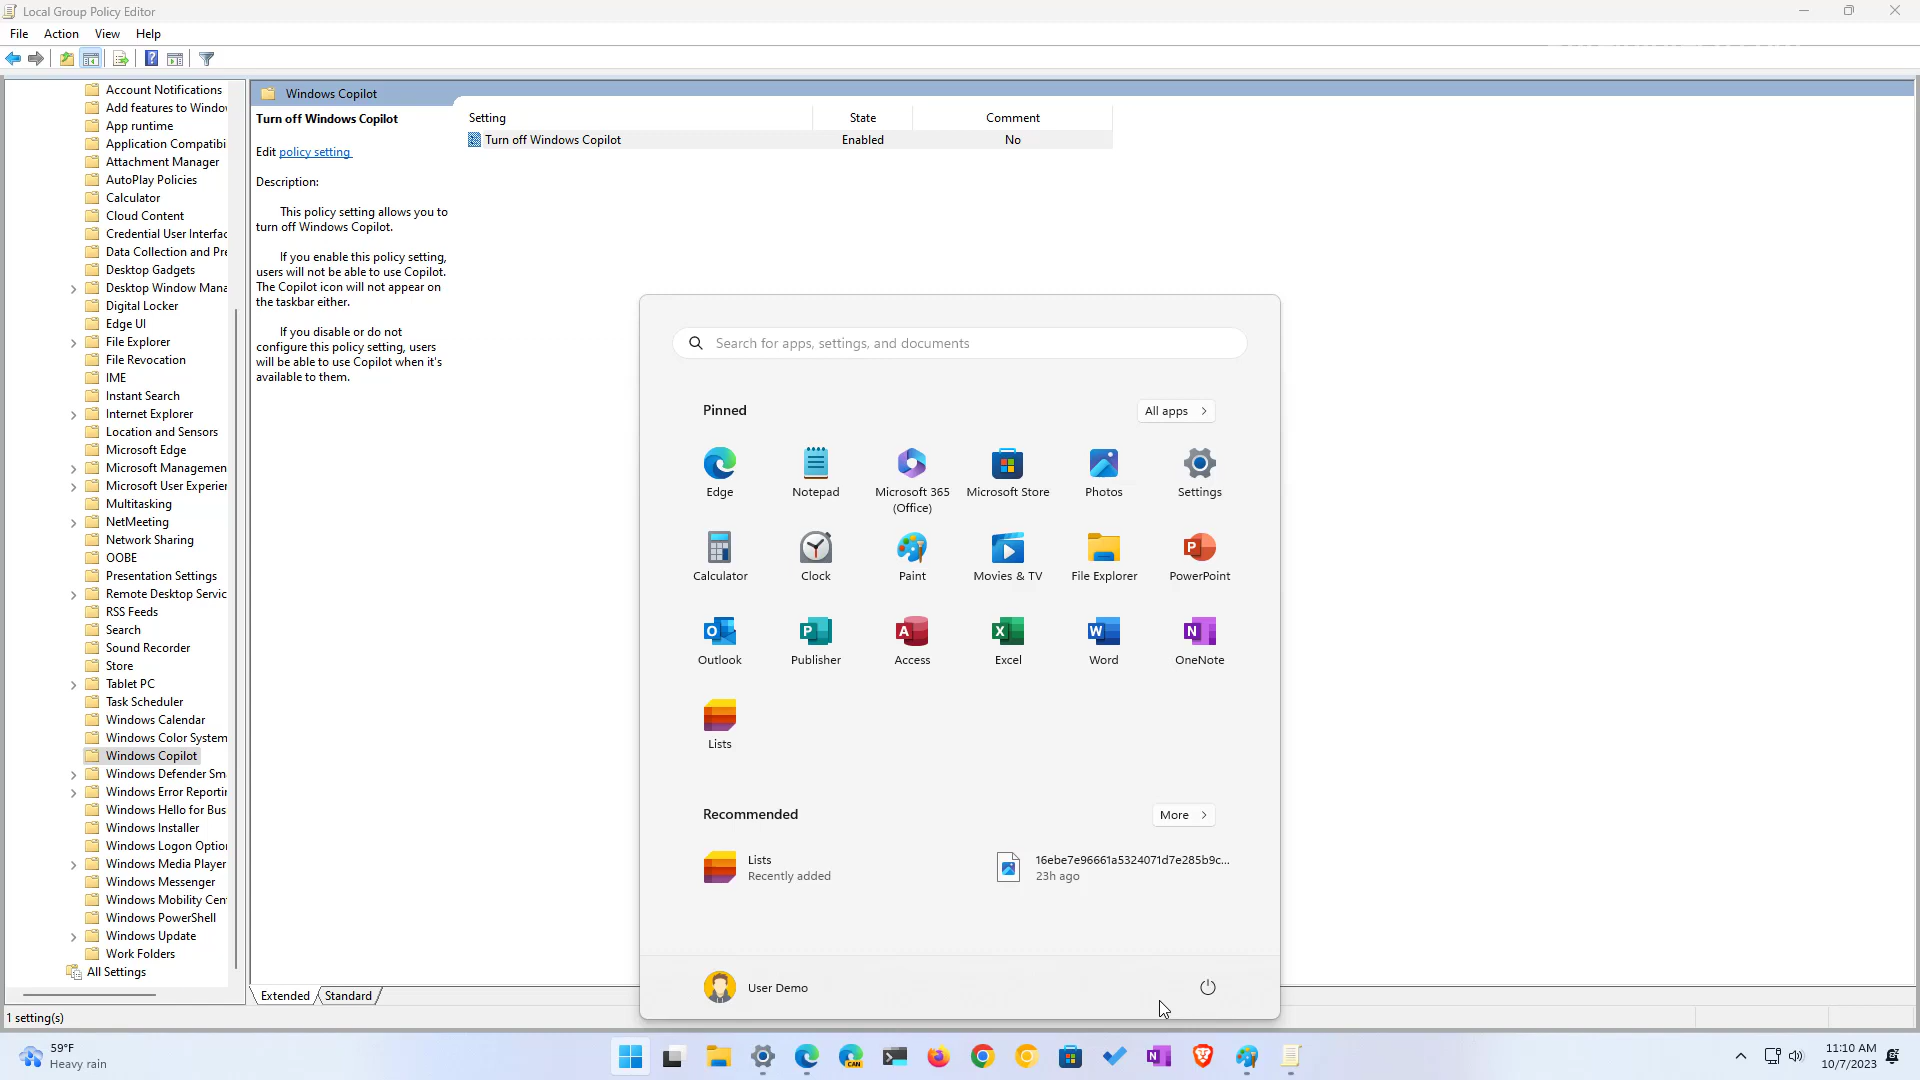 Local Group Policy Editor
File Action View Help
Account Notifications
Add features to Window
App runtime
Application Compatibi
Attachment Manager
AutoPlay Policies
Calculator
Cloud Content
Credential User Interfac
Data Collection and Pre
Desktop Gadgets
Desktop Window Mana
Digital Locker
Edge UI
File Explorer
File Revocation
IME
Instant Search
Internet Explorer
Location and Sensors
Microsoft Edge
Microsoft Managemen
Microsoft User Experien
Multitasking
NetMeeting
Network Sharing
OOBE
Presentation Settings
Remote Desktop Servic
RSS Feeds
Search
Sound Recorder
Store
Tablet PC
Task Scheduler
Windows Calendar
Windows Color System
Windows Copilot
Windows Defender Sma
Windows Error Reportin
Windows Hello for Bus
Windows Installer
Windows Logon Option
Windows Media Player
Windows Messenger
Windows Mobility Cen
Windows PowerShell
Windows Update
Work Folders
All Settings
Windows Copilot
Turn off Windows Copilot
Edit policy setting
Description:
This policy setting allows you to
turn off Windows Copilot.
If you enable this policy setting,
users will not be able to use Copilot.
The Copilot icon will not appear on
the taskbar either.
If you disable or do not
configure this policy setting, users
will be able to use Copilot when it's
available to them.
Setting State Comment
Turn off Windows Copilot Enabled No
Extended Standard
1 setting(s)
Search for apps, settings, and documents
Pinned All apps
Edge Notepad Microsoft 365 Microsoft Store Photos Settings
(Office)
Calculator Clock Paint Movies & TV File Explorer PowerPoint
Outlook Publisher Access Excel Word OneNote
Lists
Recommended More
Lists
Recently added
16ebe7e96661a5324071d7e285b9c...
23h ago
User Demo
59°F
Heavy rain
CAN
11:10 AM
10/7/2023